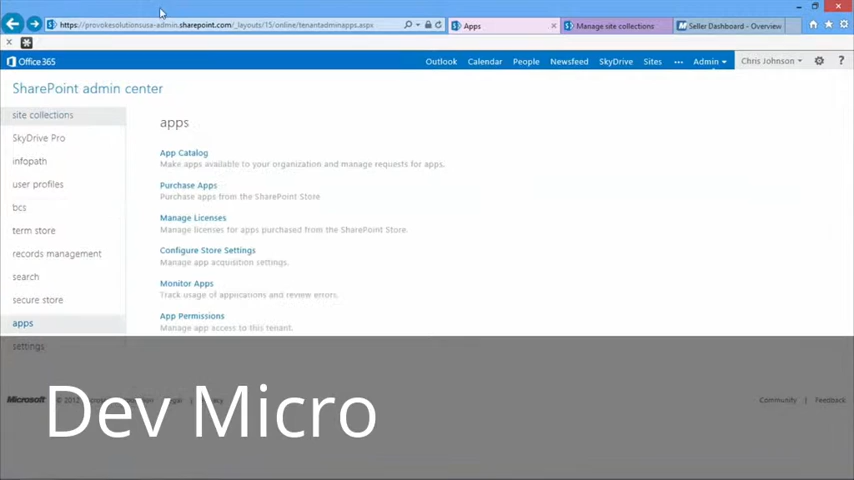 https://provokesolutionsusa-admin.sharepoint.com/_layouts/15/online/tenantadminapps.aspx
Apps
Manage site collections
Seller Dashboard - Overview
Office 365
Outlook Calendar People Newsfeed SkyDrive Sites ••• Admin Chris Johnson ?
SharePoint admin center
site collections
SkyDrive Pro
infopath
user profiles
bcs
term store
records management
search
secure store
apps
settings
apps
App Catalog
Make apps available to your organization and manage requests for apps.
Purchase Apps
Purchase apps from the SharePoint Store
Manage Licenses
Manage licenses for apps purchased from the SharePoint Store.
Configure Store Settings
Manage app acquisition settings.
Monitor Apps
Track usage of applications and review errors.
App Permissions
Manage app access to this tenant.
Microsoft © 2012
Community Feedback
Dev Micro